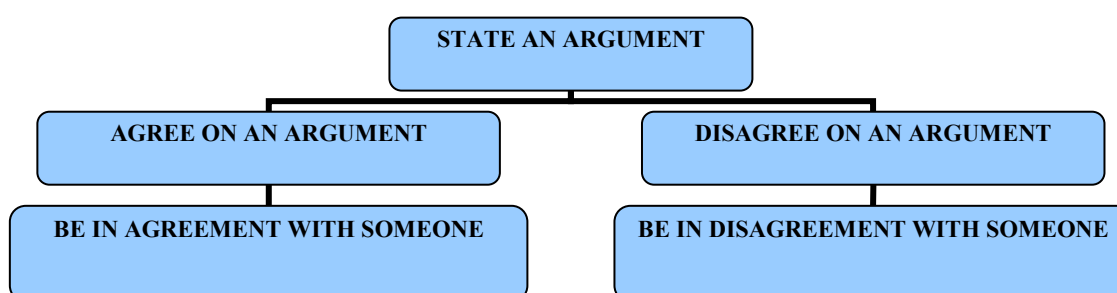 STATE AN ARGUMENT
AGREE ON AN ARGUMENT
DISAGREE ON AN ARGUMENT
BE IN AGREEMENT WITH SOMEONE
BE IN DISAGREEMENT WITH SOMEONE